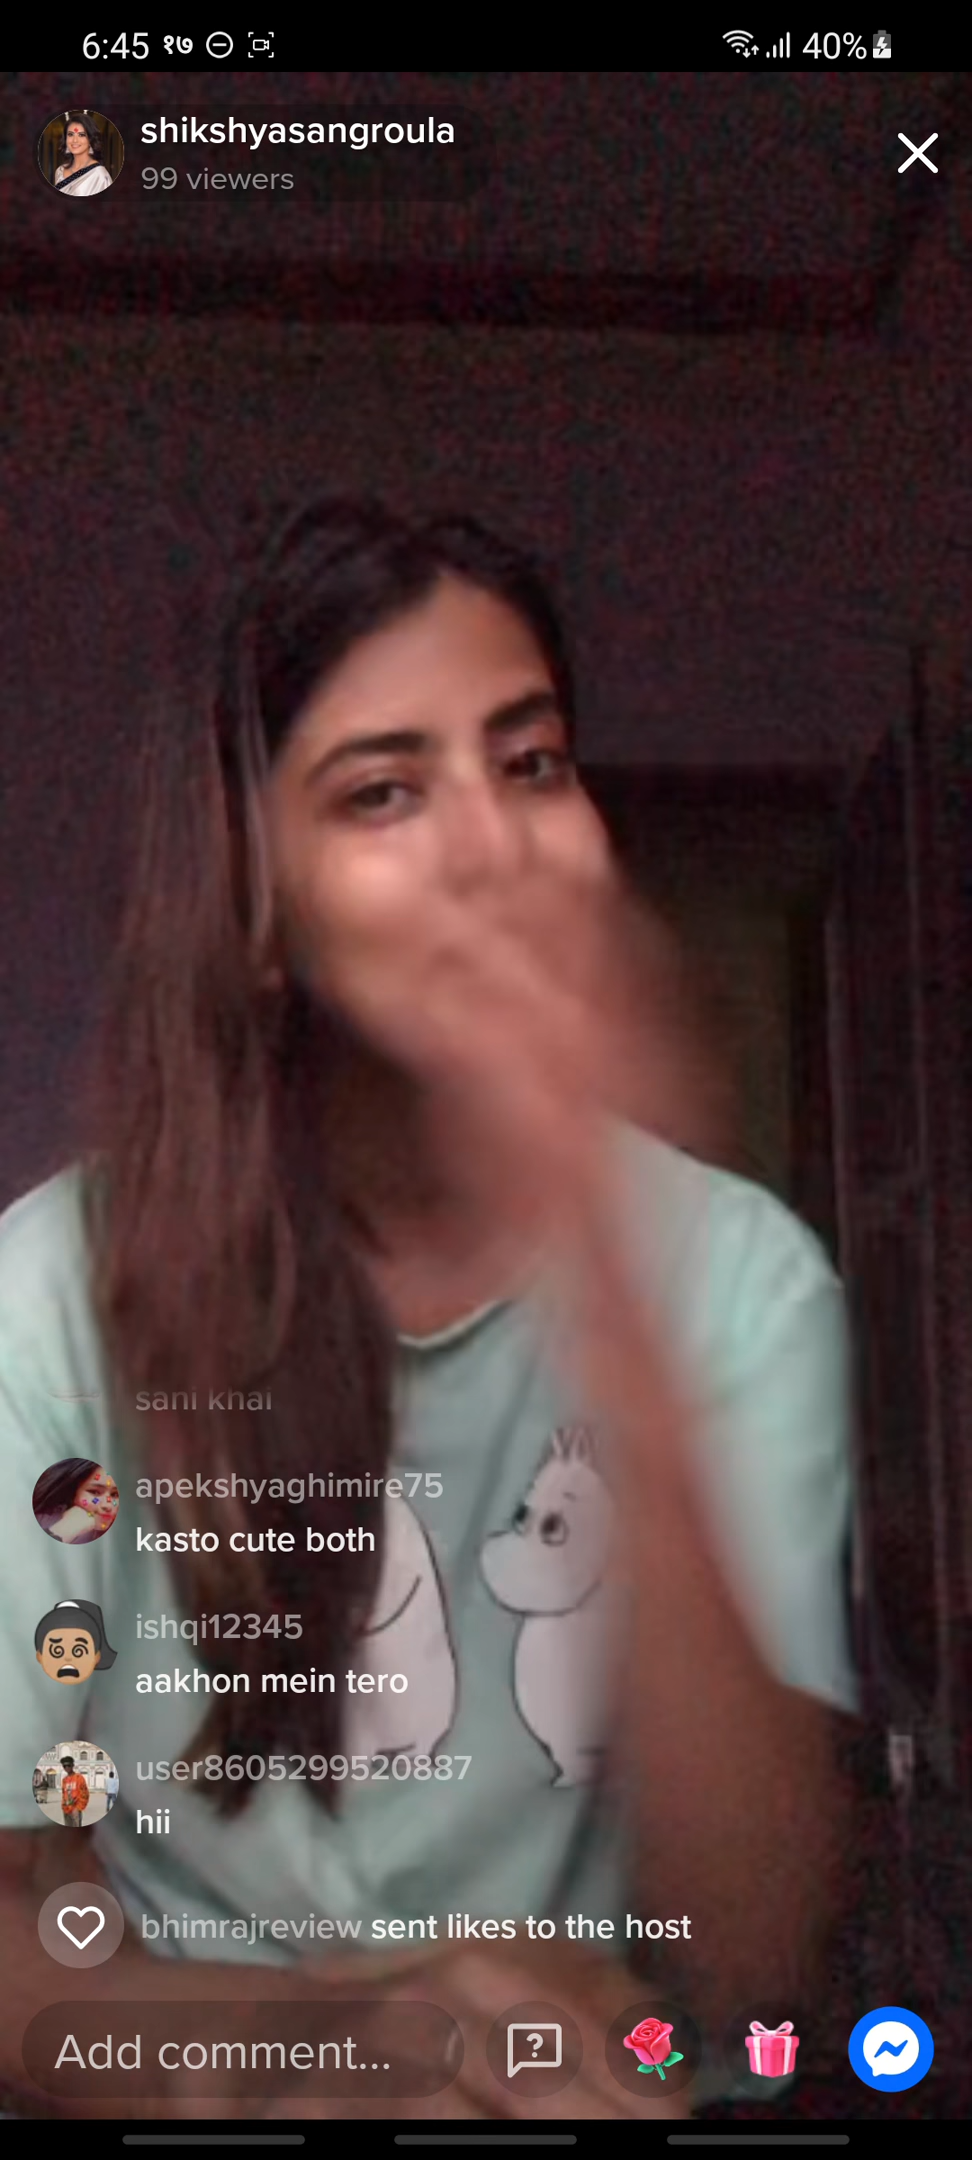 6:45 १७ 40%
shikshyasangroula
99 viewers
sani khai
apekshyaghimire75
kasto cute both
ishqi12345
aakhon mein tero
user8605299520887
hii
bhimrajreview sent likes to the host
Add comment...